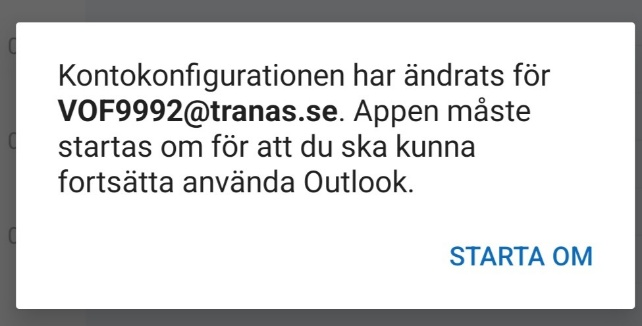 Kontokonfigurationen har ändrats för
VOF9992@tranas.se. Appen måste
startas om för att du ska kunna
fortsätta använda Outlook.
STARTA OM